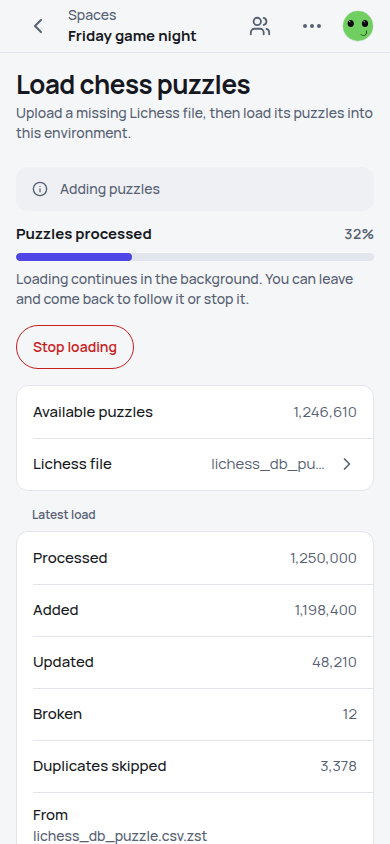 Spaces
Friday game night
Load chess puzzles
Upload a missing Lichess file, then load its puzzles into
this environment.
Adding puzzles
Puzzles processed 32%
Loading continues in the background. You can leave
and come back to follow it or stop it.
Stop loading
Available puzzles 1,246,610
Lichess file lichess_db_pu...
Latest load
Processed 1,250,000
Added 1,198,400
Updated 48,210
Broken 12
Duplicates skipped 3,378
From
lichess_db_puzzle.csv.zst